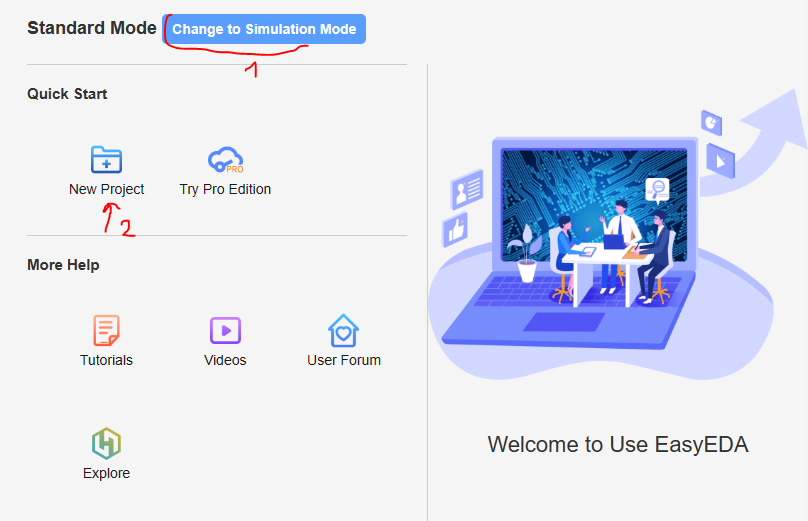 Standard Mode Change to Simulation Mode
1
Quick Start
New Project Try Pro Edition
PRO
2
More Help
Tutorials Videos User Forum
Explore
Welcome to Use EasyEDA